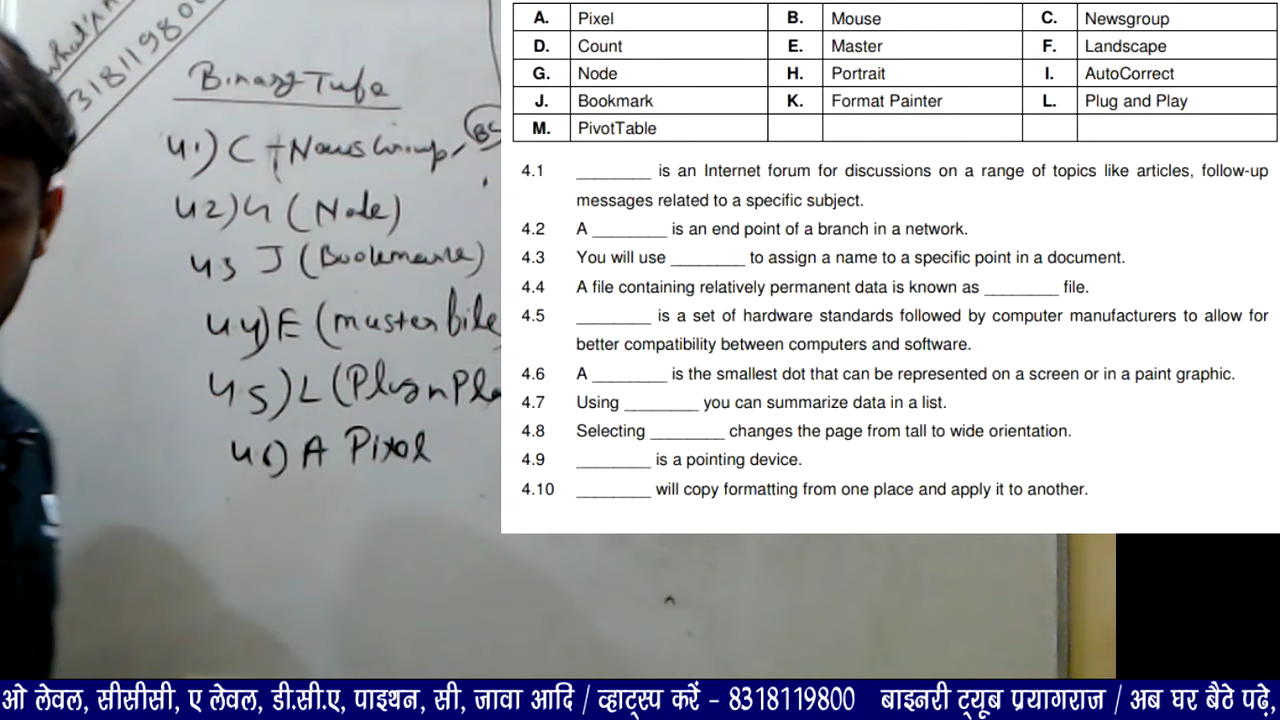 what'sA
8318119800
Binary Tube
4.1) C + NewsGroup,
4.2) G (Node)
4.3 J (Bookmark)
4.4) E (master file
4.5) L (Plug n Pla
4.6) A Pixel
A. Pixel B. Mouse C. Newsgroup
D. Count E. Master F. Landscape
G. Node H. Portrait I. AutoCorrect
J. Bookmark K. Format Painter L. Plug and Play
M. PivotTable
4.1 ________ is an Internet forum for discussions on a range of topics like articles, follow-up
messages related to a specific subject.
4.2 A ________ is an end point of a branch in a network.
4.3 You will use ________ to assign a name to a specific point in a document.
4.4 A file containing relatively permanent data is known as ________ file.
4.5 ________ is a set of hardware standards followed by computer manufacturers to allow for
better compatibility between computers and software.
4.6 A ________ is the smallest dot that can be represented on a screen or in a paint graphic.
4.7 Using ________ you can summarize data in a list.
4.8 Selecting ________ changes the page from tall to wide orientation.
4.9 ________ is a pointing device.
4.10 ________ will copy formatting from one place and apply it to another.
ओ लेवल, सीसीसी, ए लेवल, डी.सी.ए, पाइथन, सी, जावा आदि / व्हाट्स्प करें - 8318119800 बाइनरी ट्यूब प्रयागराज / अब घर बैठे पढ़े,